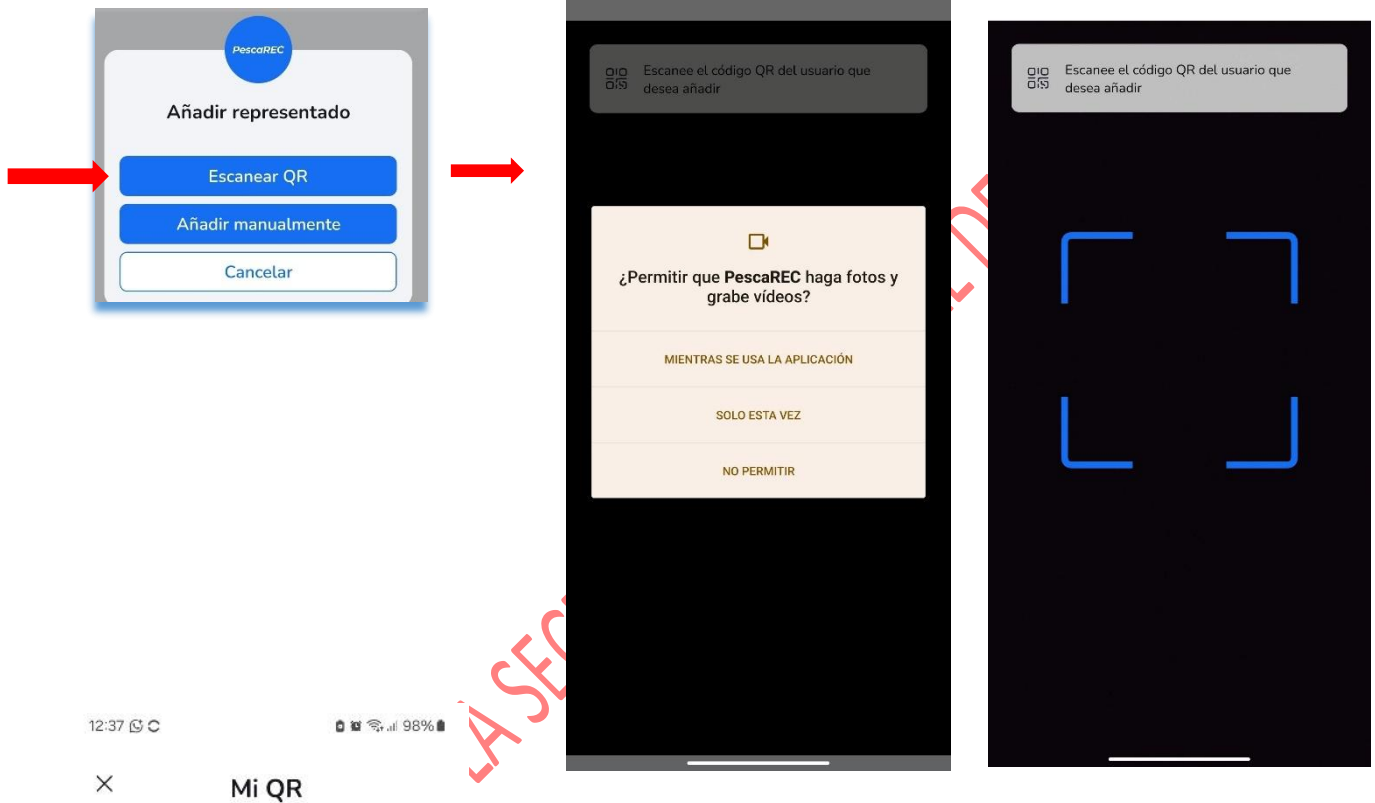 PescaREC
Añadir representado
Escanear QR
Añadir manualmente
Cancelar
Escanee el código QR del usuario que
desea añadir
¿Permitir que PescaREC haga fotos y
grabe vídeos?
MIENTRAS SE USA LA APLICACIÓN
SOLO ESTA VEZ
NO PERMITIR
Escanee el código QR del usuario que
desea añadir
12:37
98%
Mi QR